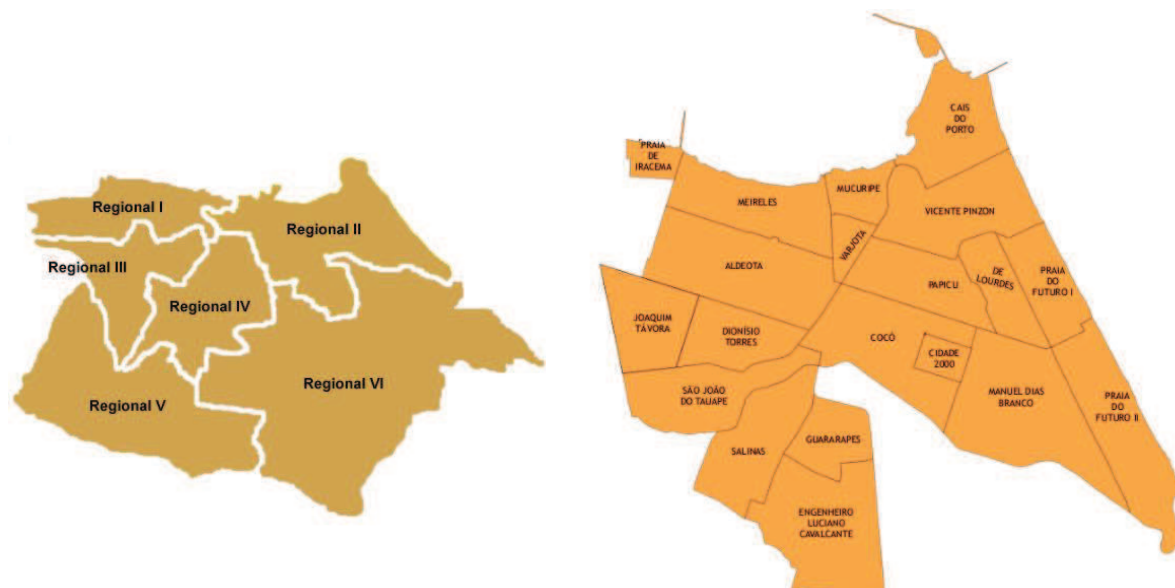 Regional I
Regional II
Regional III
Regional IV
Regional V
Regional VI
CAIS
DO
PORTO
PRAIA
DE
IRACEMA
MUCURIPE
MEIRELES
VICENTE PINZON
VARJOTA
ALDEOTA
PAPICU
DE
LOURDES
PRAIA
DO
FUTURO I
JOAQUIM
TÁVORA
DIONÍSIO
TORRES
COCÓ
CIDADE
2000
SÃO JOÃO
DO TAUAPE
MANUEL DIAS
BRANCO
PRAIA
DO
FUTURO II
SALINAS
GUARARAPES
ENGENHEIRO
LUCIANO
CAVALCANTE